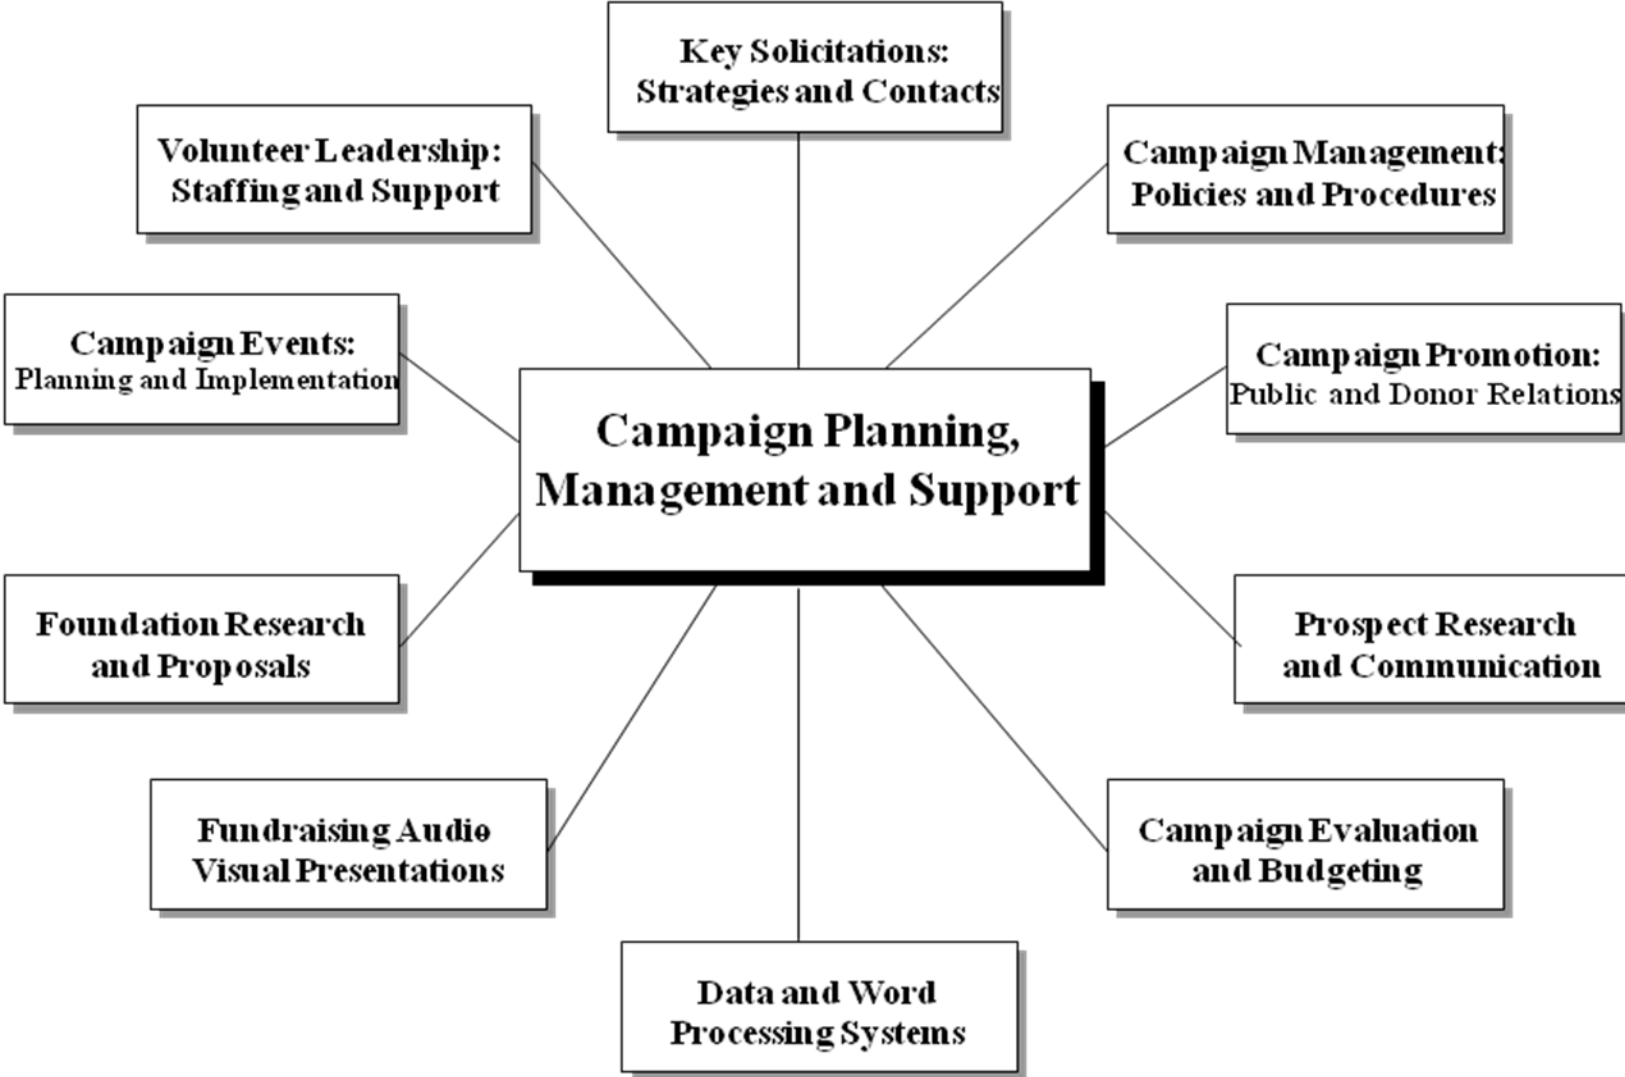 Key Solicitations:
Strategies and Contacts
Volunteer Leadership:
Staffing and Support
Campaign Management:
Policies and Procedures
Campaign Events:
Planning and Implementation
Campaign Promotion:
Public and Donor Relations
Campaign Planning,
Management and Support
Foundation Research
and Proposals
Prospect Research
and Communication
Fundraising Audio
Visual Presentations
Campaign Evaluation
and Budgeting
Data and Word
Processing Systems